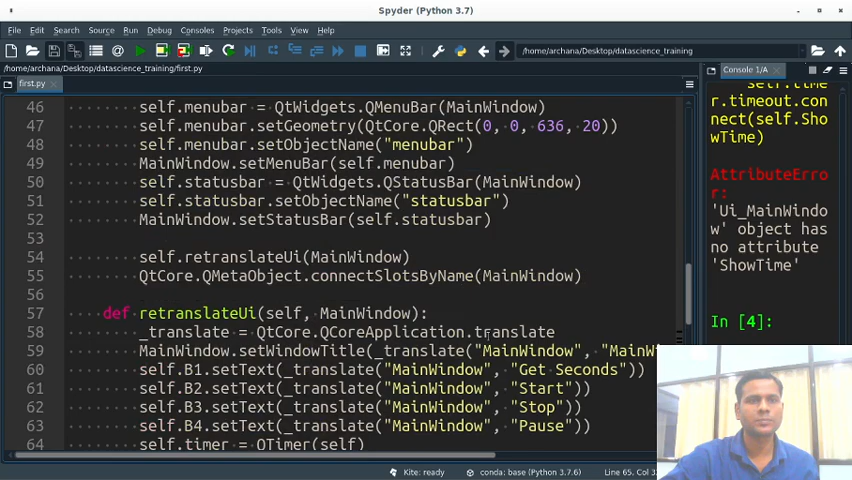 Spyder (Python 3.7)
File Edit Search Source Run Debug Consoles Projects Tools View Help
/home/archana/Desktop/datascience_training
/home/archana/Desktop/datascience_training/first.py
first.py
Console 1/A
46 self.menubar = QtWidgets.QMenuBar(MainWindow)
47 self.menubar.setGeometry(QtCore.QRect(0, 0, 636, 20))
48 self.menubar.setObjectName("menubar")
49 MainWindow.setMenuBar(self.menubar)
50 self.statusbar = QtWidgets.QStatusBar(MainWindow)
51 self.statusbar.setObjectName("statusbar")
52 MainWindow.setStatusBar(self.statusbar)
53
54 self.retranslateUi(MainWindow)
55 QtCore.QMetaObject.connectSlotsByName(MainWindow)
56
57 def retranslateUi(self, MainWindow):
58 _translate = QtCore.QCoreApplication.translate
59 MainWindow.setWindowTitle(_translate("MainWindow", "MainW
60 self.B1.setText(_translate("MainWindow", "Get Seconds"))
61 self.B2.setText(_translate("MainWindow", "Start"))
62 self.B3.setText(_translate("MainWindow", "Stop"))
63 self.B4.setText(_translate("MainWindow", "Pause"))
64 self.timer = QTimer(self)
self.time
r.timeout.con
nect(self.Sho
wTime)
AttributeErro
r:
'Ui_MainWindo
w' object has
no attribute
'ShowTime'
In [4]:
Kite: ready
conda: base (Python 3.7.6)
Line 65, Col 3